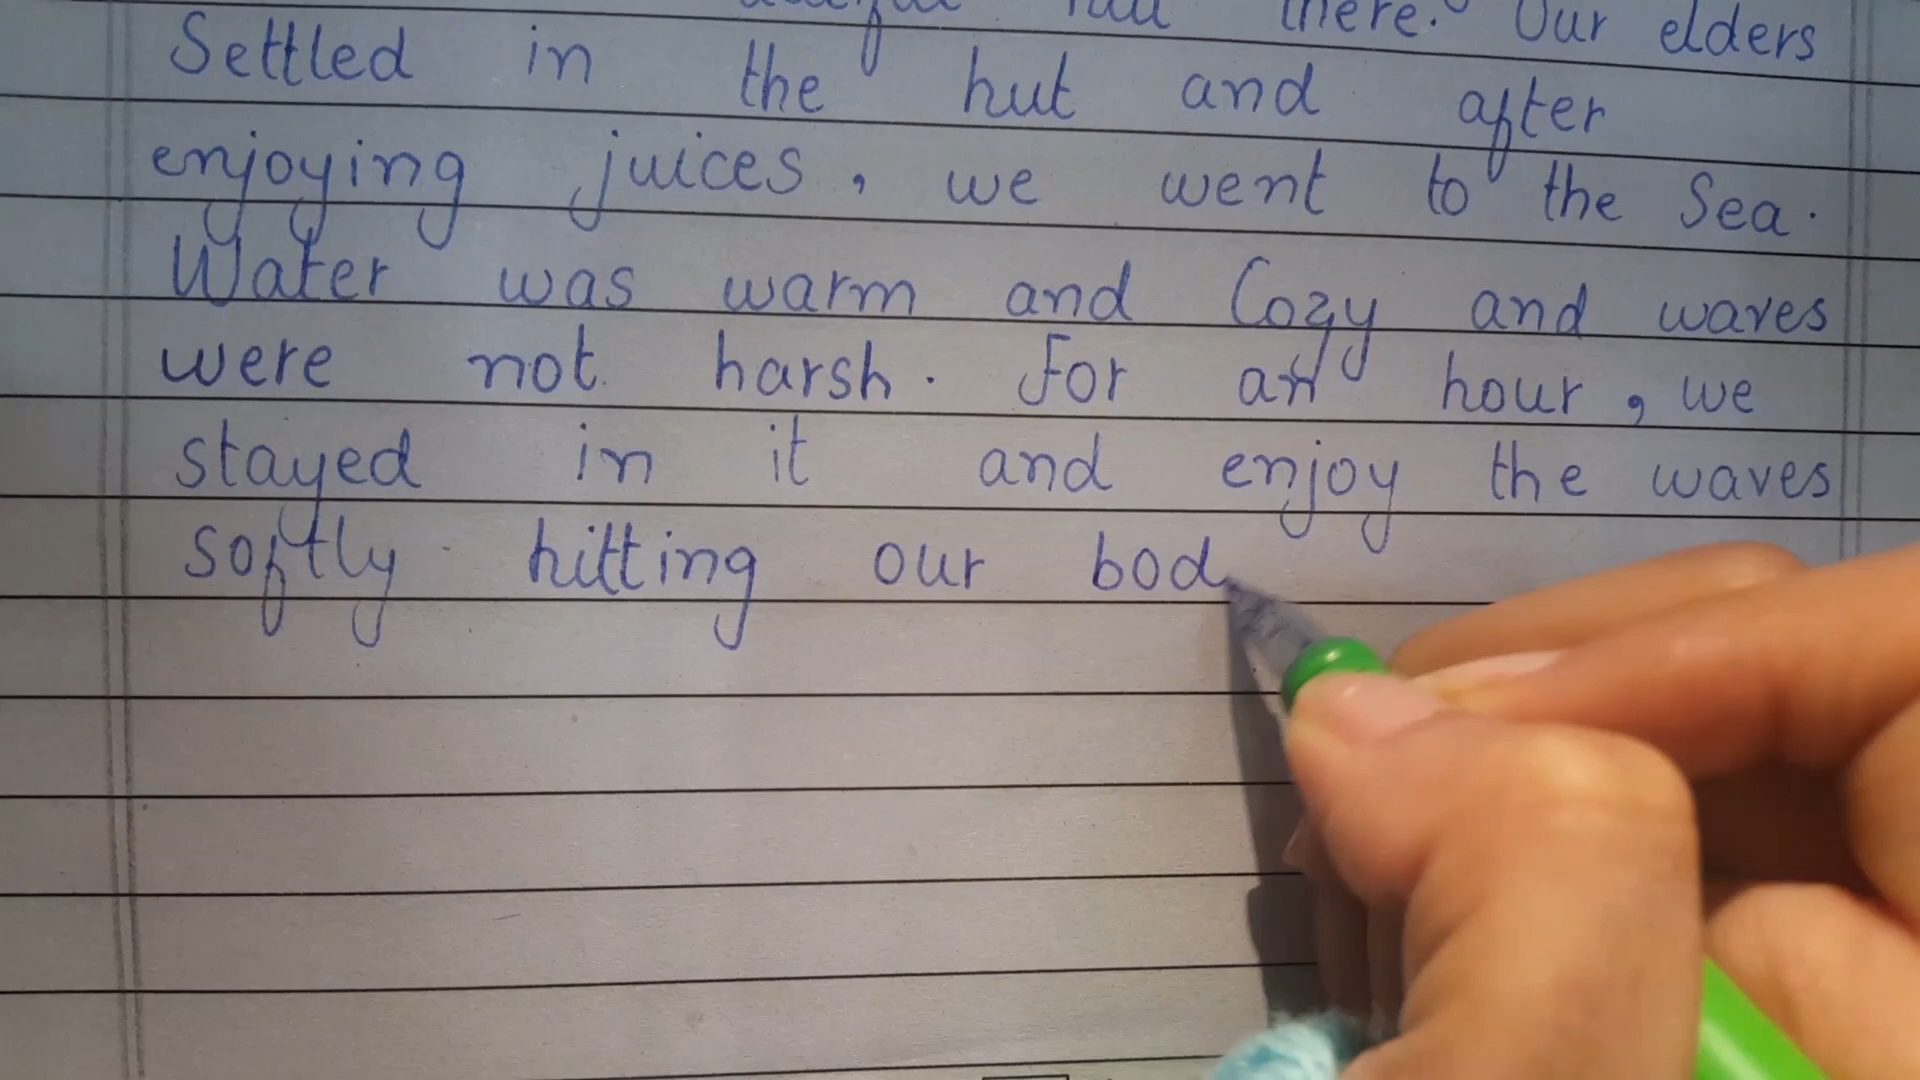 there. Our elders
Settled in the hut and after
enjoying juices, we went to the Sea.
Water was warm and Cozy and waves
were not harsh. For an hour, we
stayed in it and enjoy the waves
softly hitting our bod